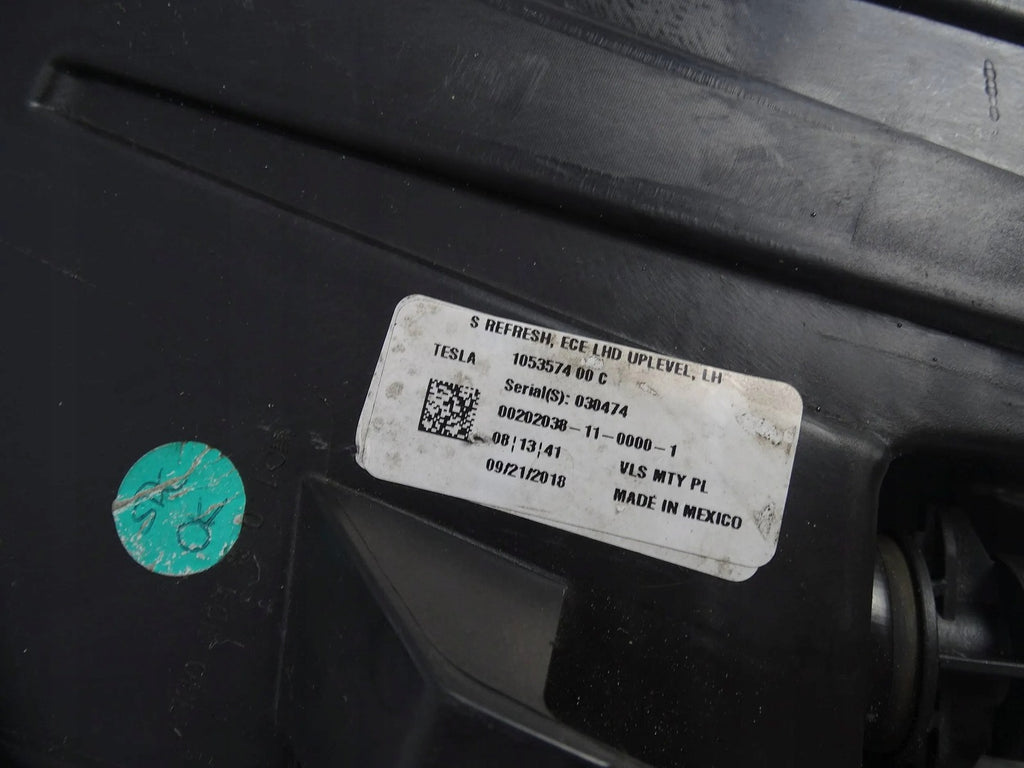 S REFRESH, ECE LHD UPLEVEL, LH
TESLA 1053574 00 C
Serial(S): 030474
00202038-11-0000-1
08¦13¦41 VLS MTY PL
09/21/2018 MADE IN MEXICO